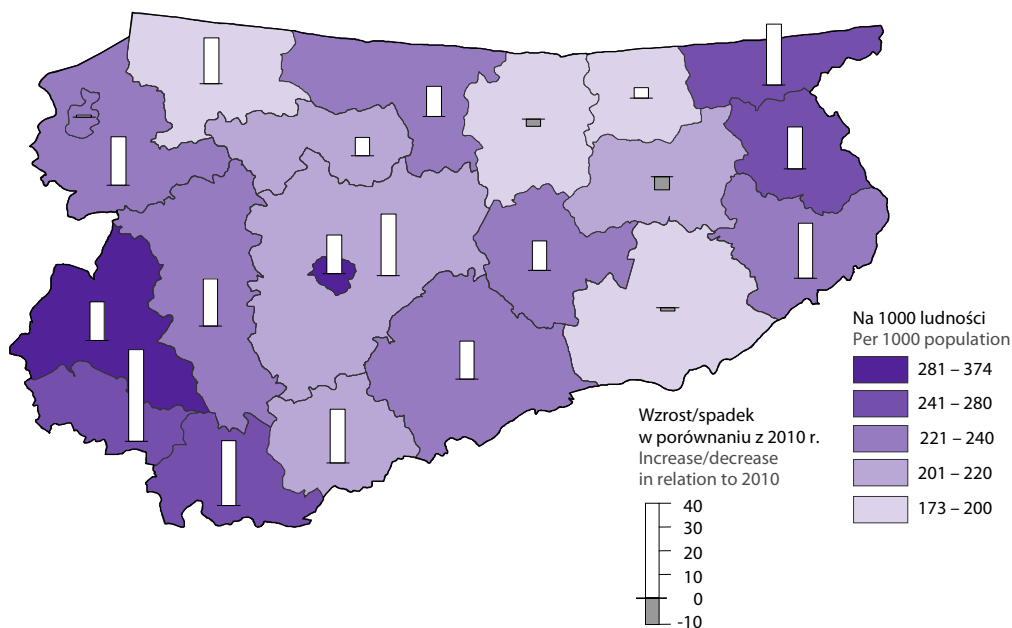 Na 1000 ludności
Per 1000 population
281 – 374
241 – 280
221 – 240
201 – 220
173 – 200
Wzrost/spadek
w porównaniu z 2010 r.
Increase/decrease
in relation to 2010
40
30
20
10
0
-10